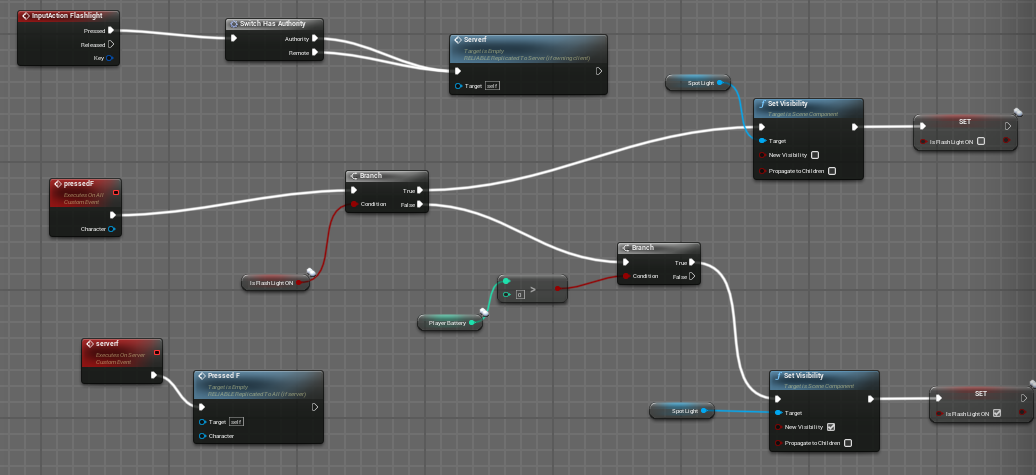 InputAction Flashlight
Pressed
Released
Key
Switch Has Authority
Authority
Remote
Serverf
Target is Empty
RELIABLE Replicated To Server (if owning client)
Target self
Spot Light
Set Visibility
Target is Scene Component
Target
New Visibility
Propagate to Children
SET
Is Flash Light ON
pressedF
Executes On All
Custom Event
Character
Branch
True
Condition False
Is Flash Light ON
Branch
True
Condition False
0 >
Player Battery
serverf
Executes On Server
Custom Event
Pressed F
Target is Empty
RELIABLE Replicated To All (if server)
Target self
Character
Spot Light
Set Visibility
Target is Scene Component
Target
New Visibility
Propagate to Children
SET
Is Flash Light ON